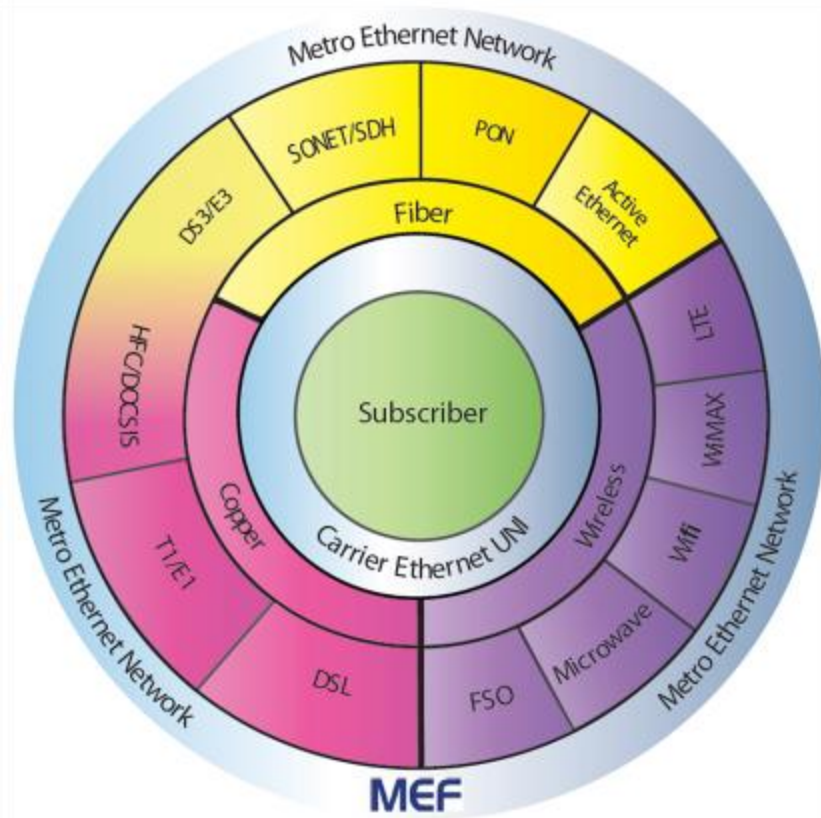 Metro Ethernet Network
SONET/SDH
PON
Active
Ethernet
DS3/E3
Fiber
LTE
HFC/DOCSIS
WiMAX
Subscriber
Wireless
Copper
Wifi
Carrier Ethernet UNI
T1/E1
Microwave
DSL
FSO
Metro Ethernet Network
Metro Ethernet Network
MEF